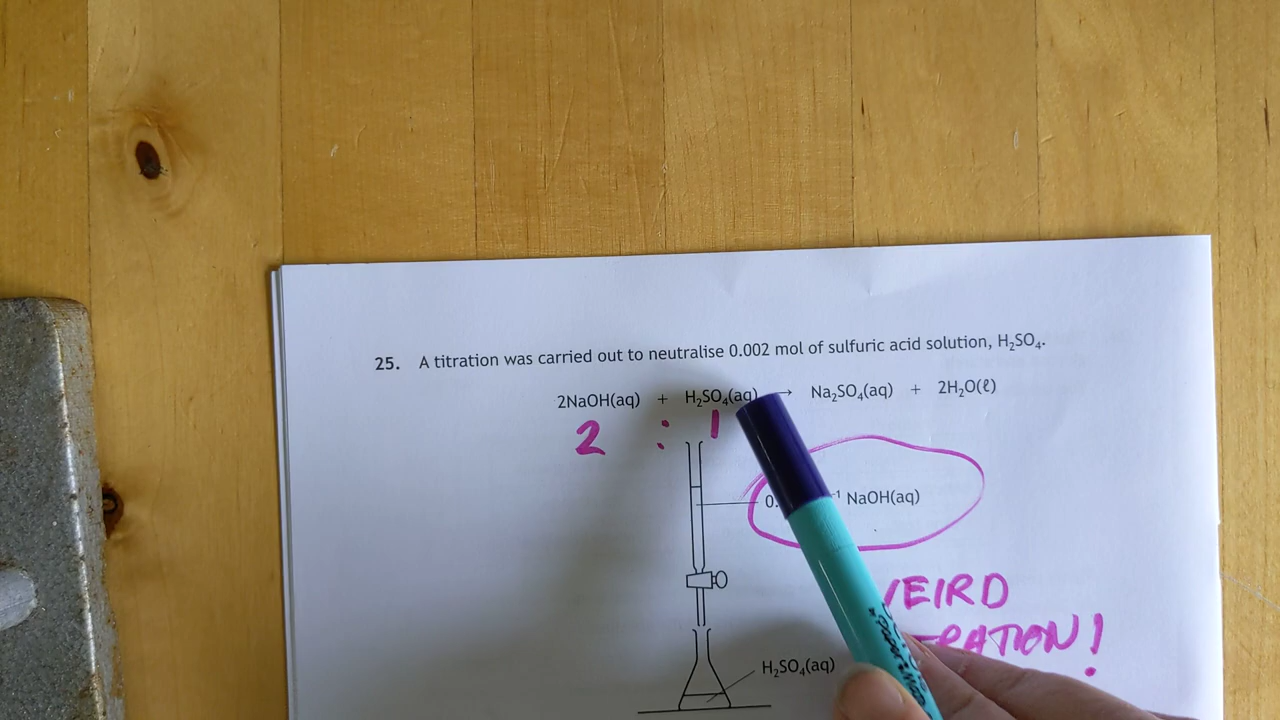 25. A titration was carried out to neutralise 0.002 mol of sulfuric acid solution, H₂SO₄.
2NaOH(aq) + H₂SO₄(aq) → Na₂SO₄(aq) + 2H₂O(ℓ)
2 : 1
⁻¹ NaOH(aq)
H₂SO₄(aq)